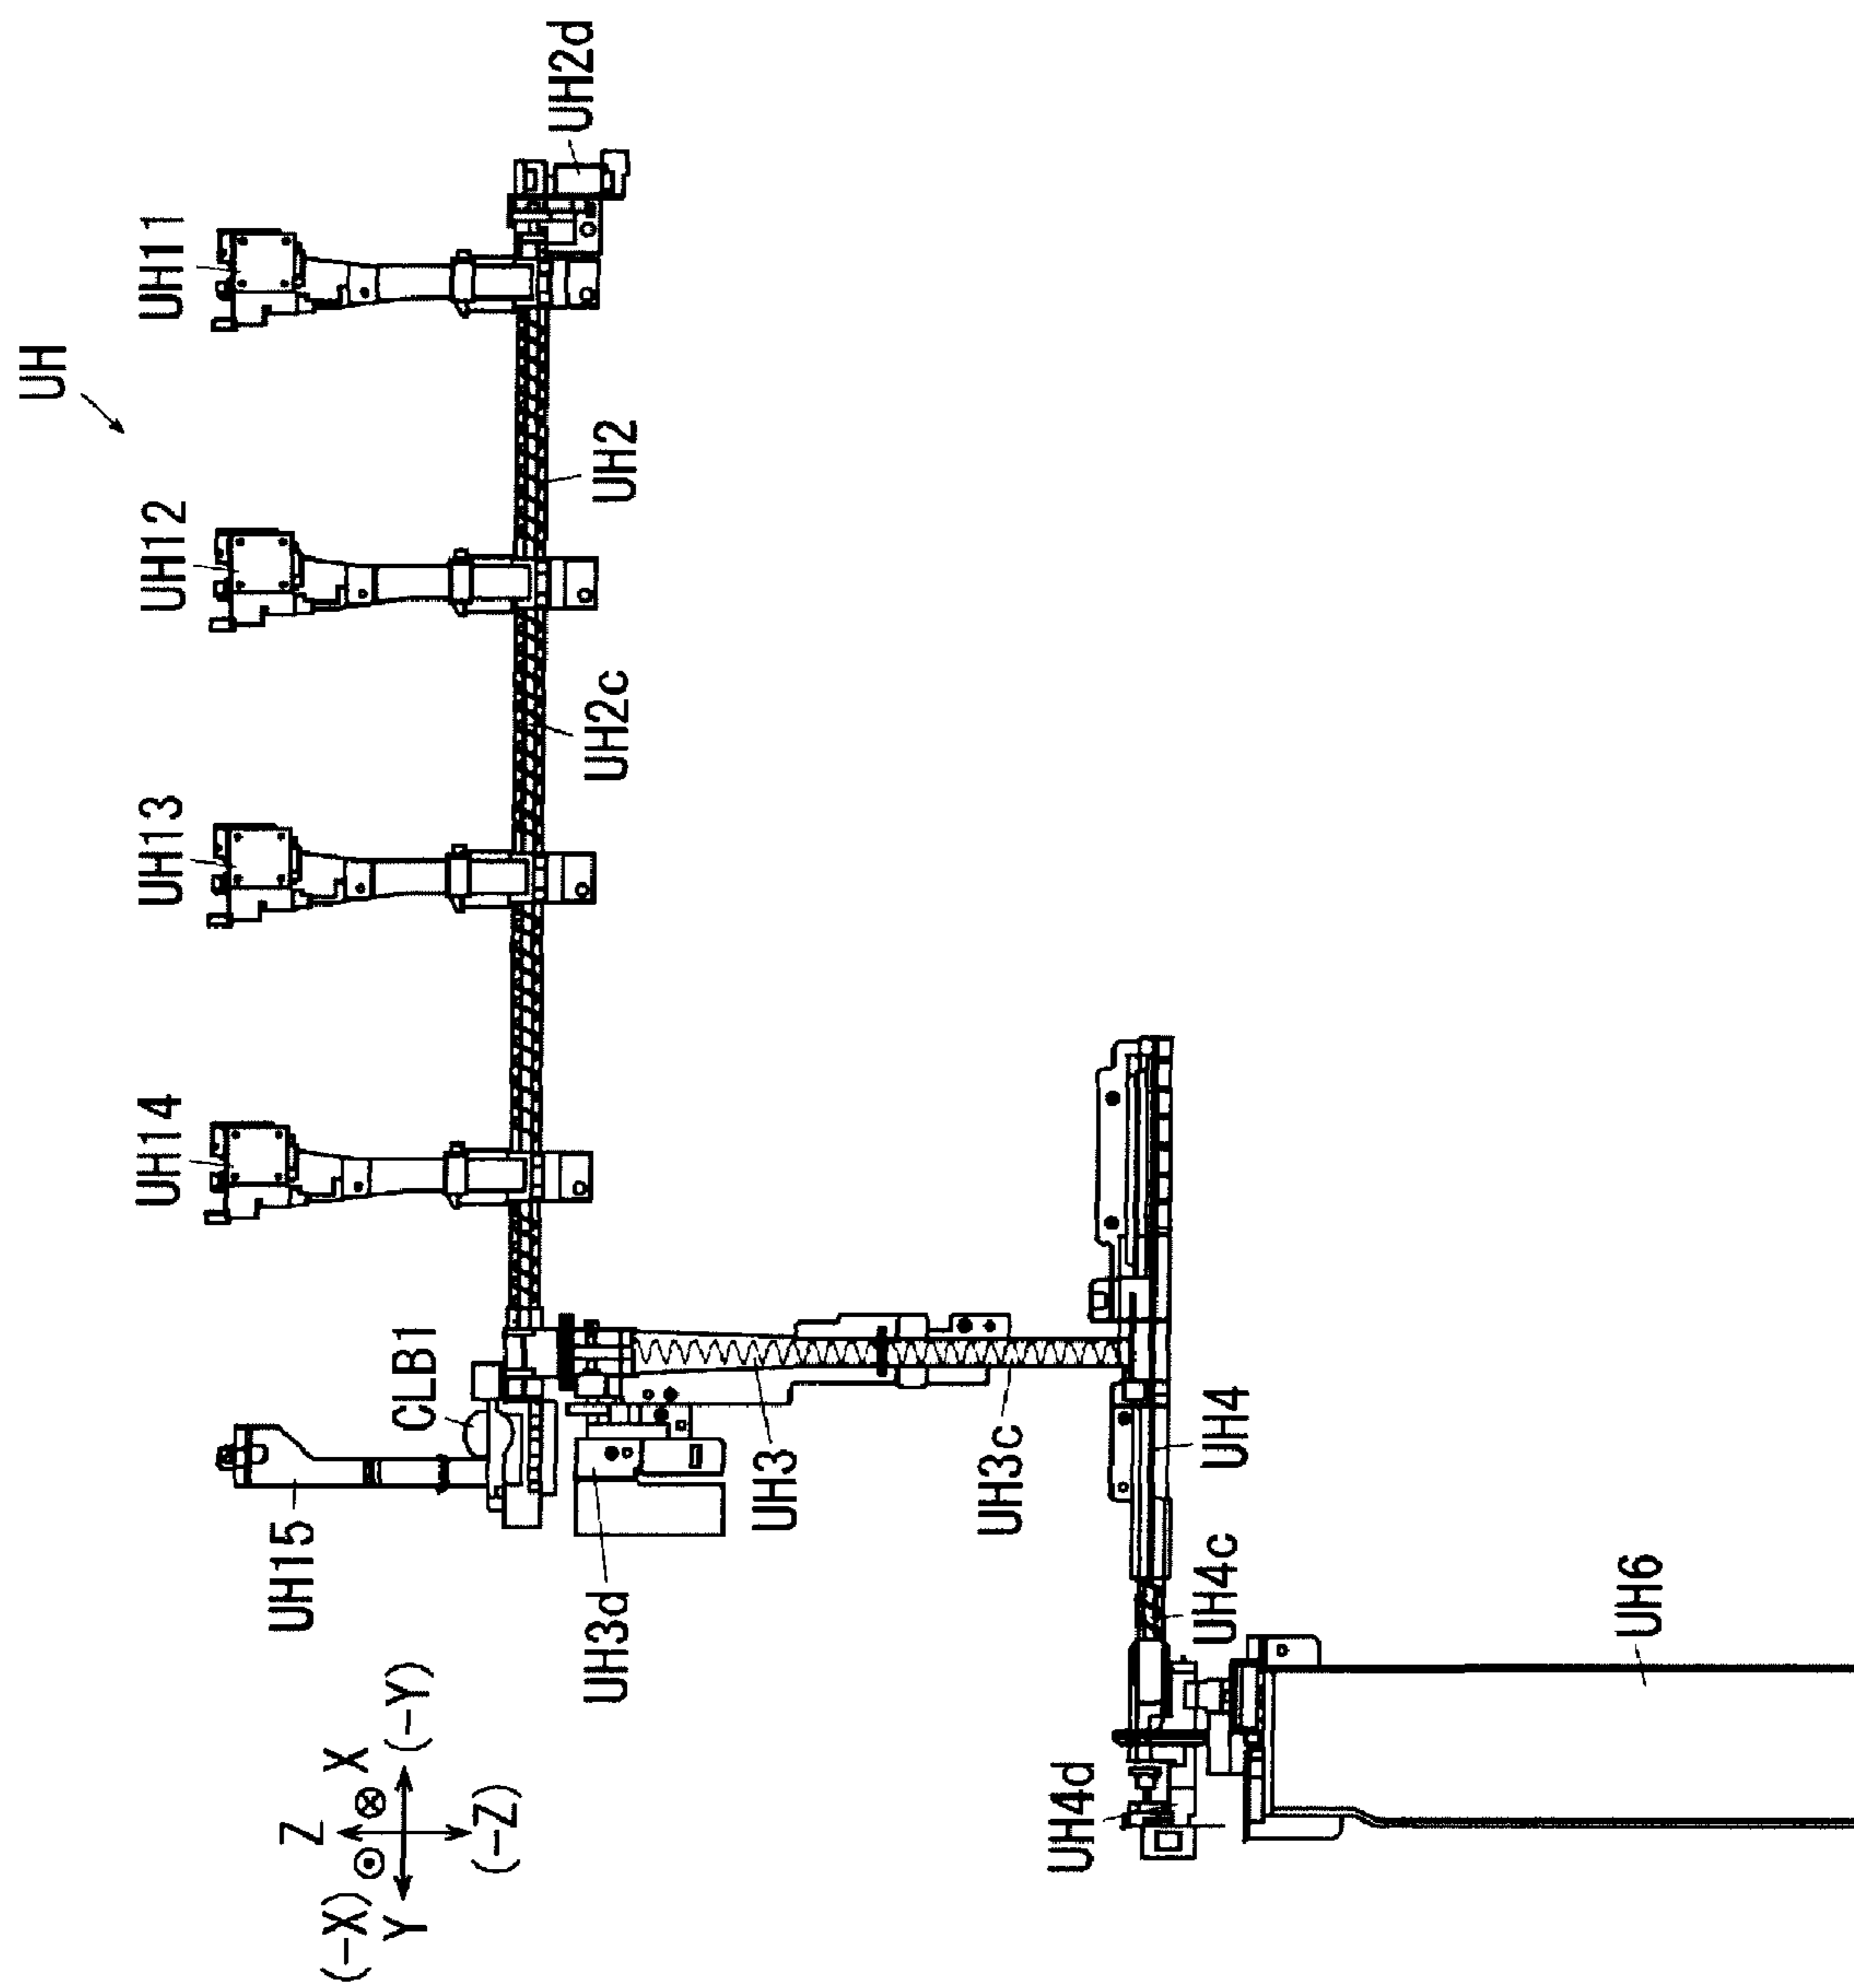 UH
UH11
UH12
UH13
UH14
UH15
UH2d
UH2
UH2c
CLB1
UH3d
UH3
UH3c
UH4
UH4c
UH4d
UH6
Z
(-Z)
X
(-X)
Y
(-Y)